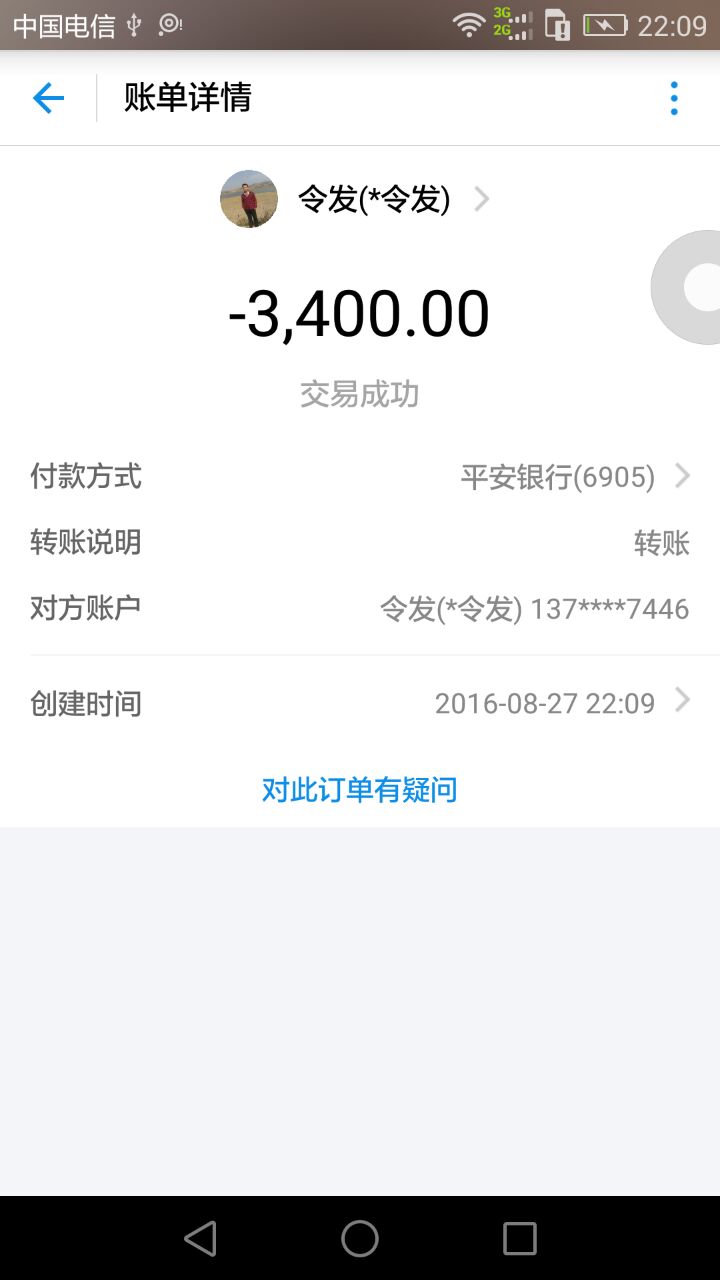 中国电信 3G 2G 22:09
账单详情
令发(*令发)
-3,400.00
交易成功
付款方式 平安银行(6905)
转账说明 转账
对方账户 令发(*令发) 137****7446
创建时间 2016-08-27 22:09
对此订单有疑问